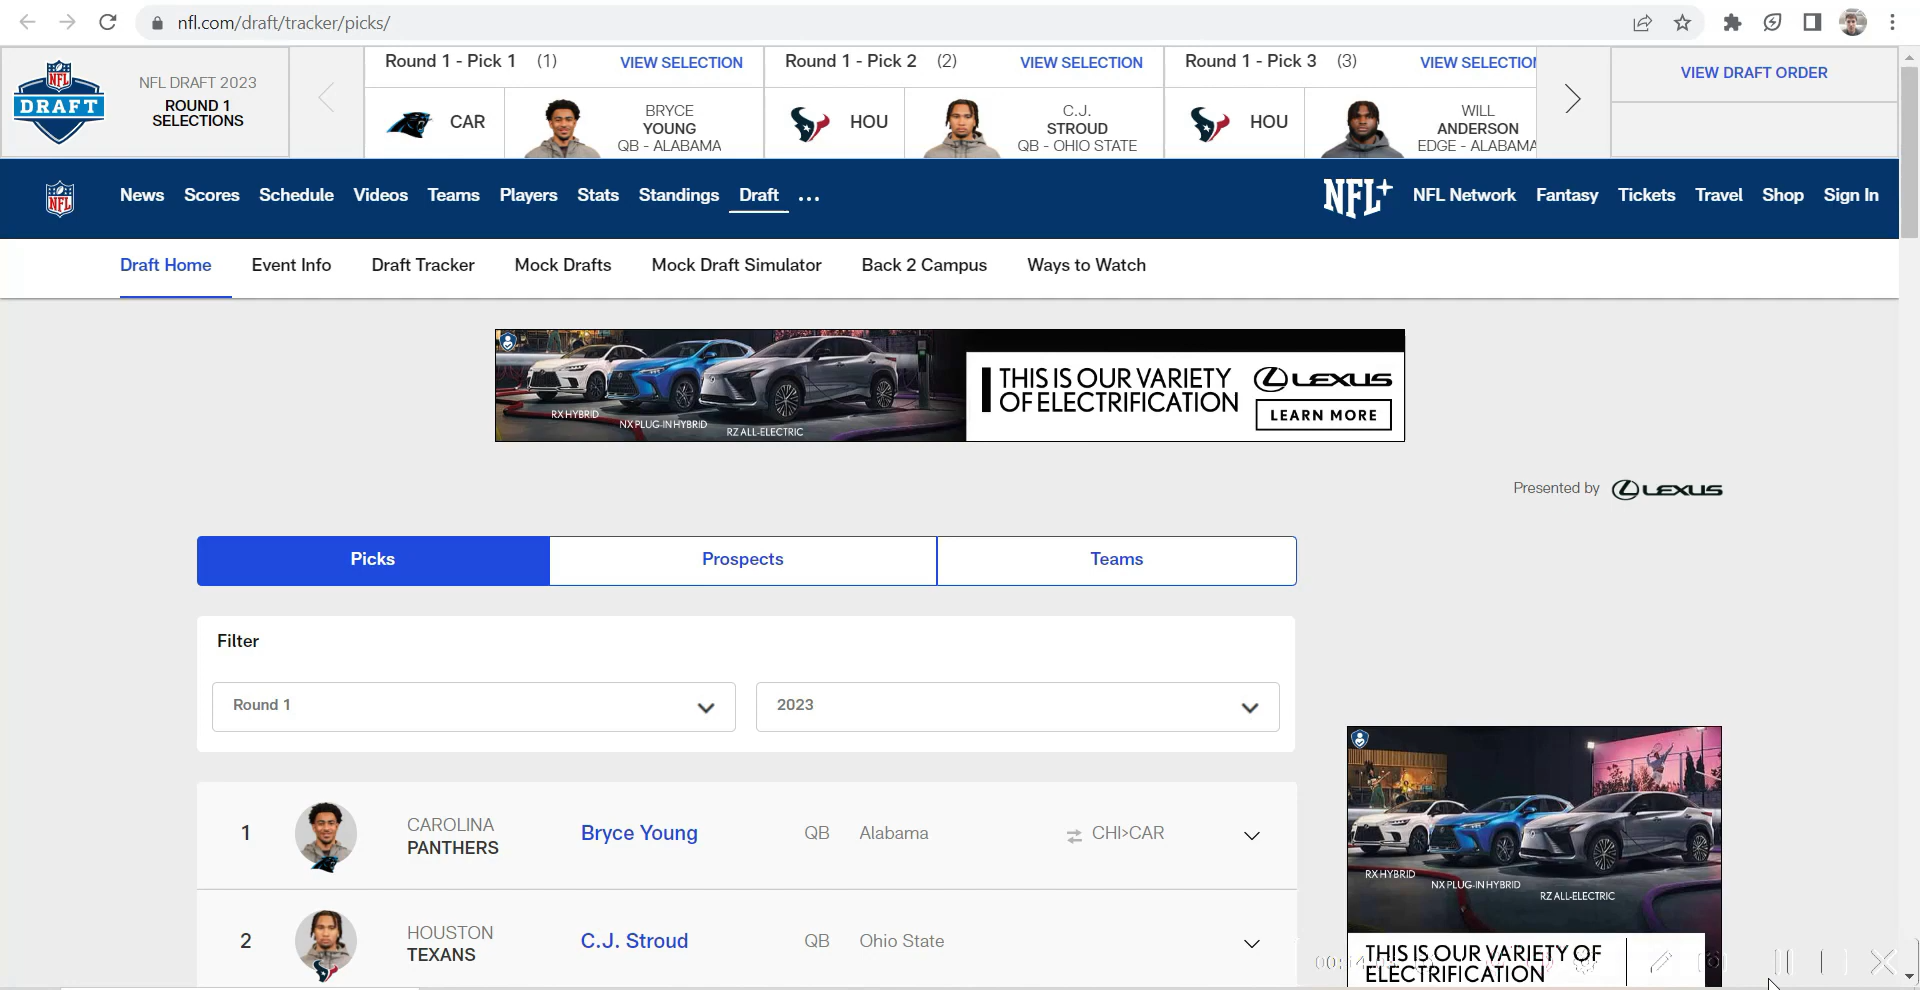 nfl.com/draft/tracker/picks/
NFL
DRAFT
NFL DRAFT 2023
ROUND 1
SELECTIONS
Round 1 - Pick 1 (1) VIEW SELECTION
CAR
BRYCE
YOUNG
QB - ALABAMA
Round 1 - Pick 2 (2) VIEW SELECTION
HOU
C.J.
STROUD
QB - OHIO STATE
Round 1 - Pick 3 (3) VIEW SELECTION
HOU
WILL
ANDERSON
EDGE - ALABAMA
VIEW DRAFT ORDER
NFL
News Scores Schedule Videos Teams Players Stats Standings Draft ...
NFL+ NFL Network Fantasy Tickets Travel Shop Sign In
Draft Home Event Info Draft Tracker Mock Drafts Mock Draft Simulator Back 2 Campus Ways to Watch
RX HYBRID
NX PLUG-IN HYBRID
RZ ALL-ELECTRIC
THIS IS OUR VARIETY
OF ELECTRIFICATION
LEXUS
LEARN MORE
Presented by LEXUS
Picks Prospects Teams
Filter
Round 1 2023
1 CAROLINA
PANTHERS Bryce Young QB Alabama CHI>CAR
2 HOUSTON
TEXANS C.J. Stroud QB Ohio State
RX HYBRID
NX PLUG-IN HYBRID
RZ ALL-ELECTRIC
THIS IS OUR VARIETY OF
ELECTRIFICATION